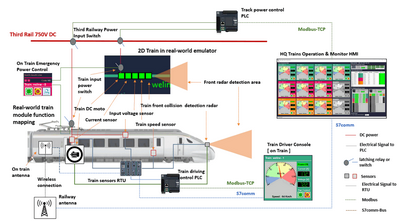 Track power control
PLC
Third Railway Power
Input Switch
Third Rail 750V DC
2D Train in real-world emulator
Modbus-TCP
HQ Trains Operation & Monitor HMI
On Train Emergency
Power Control
Train input
power switch
Front radar detection area
Real-world train
module function mapping
Train DC moto
Current sensor
Input voltage sensor
Train speed sensor
Train front collision detection radar
S7comm
Train Driver Console
[ on Train ]
DC power
Electrical Signal to
PLC
latching relay or
switch
Sensors
Electrical Signal to
RTU
Modbus
S7comm-Bus
On train antenna
Wireless connection
Railway
antenna
Train sensors RTU
Train driving
control PLC
Modbus-TCP
S7comm